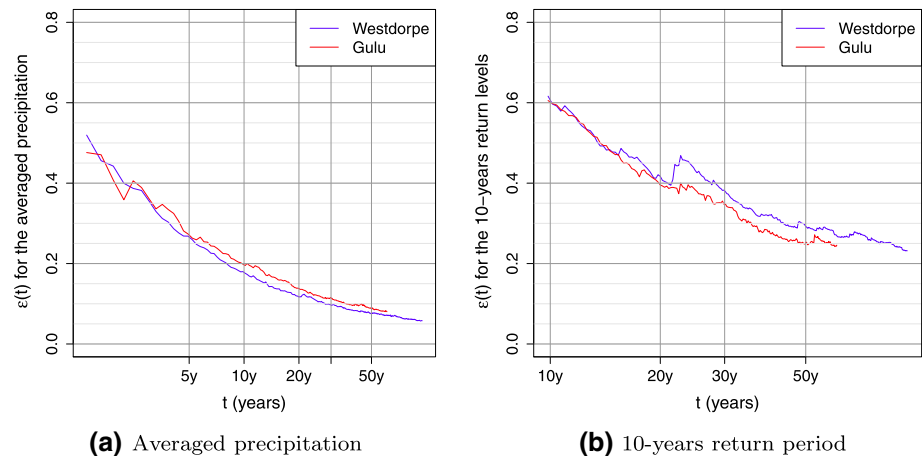 ε(t) for the averaged precipitation
0.8
0.6
0.4
0.2
0.0
Westdorpe
Gulu
5y 10y 20y 50y
t (years)
(a) Averaged precipitation
ε(t) for the 10-years return levels
0.8
0.6
0.4
0.2
0.0
Westdorpe
Gulu
10y 20y 30y 50y
t (years)
(b) 10-years return period